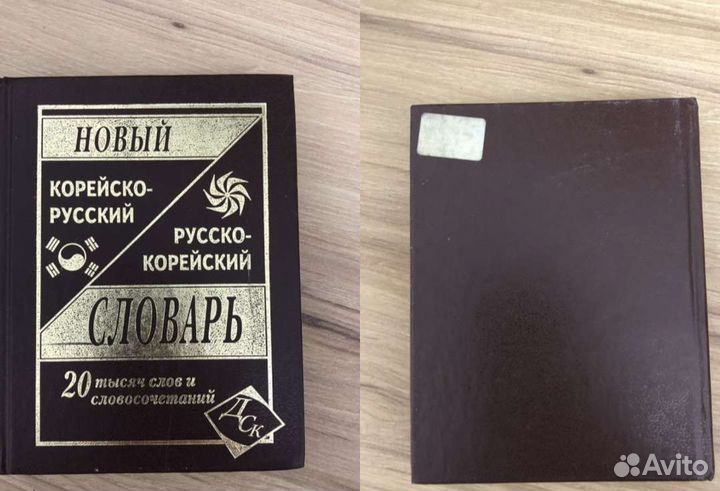 НОВЫЙ
КОРЕЙСКО-
РУССКИЙ
РУССКО-
КОРЕЙСКИЙ
СЛОВАРЬ
20 тысяч слов и
словосочетаний
ДСК
Avito